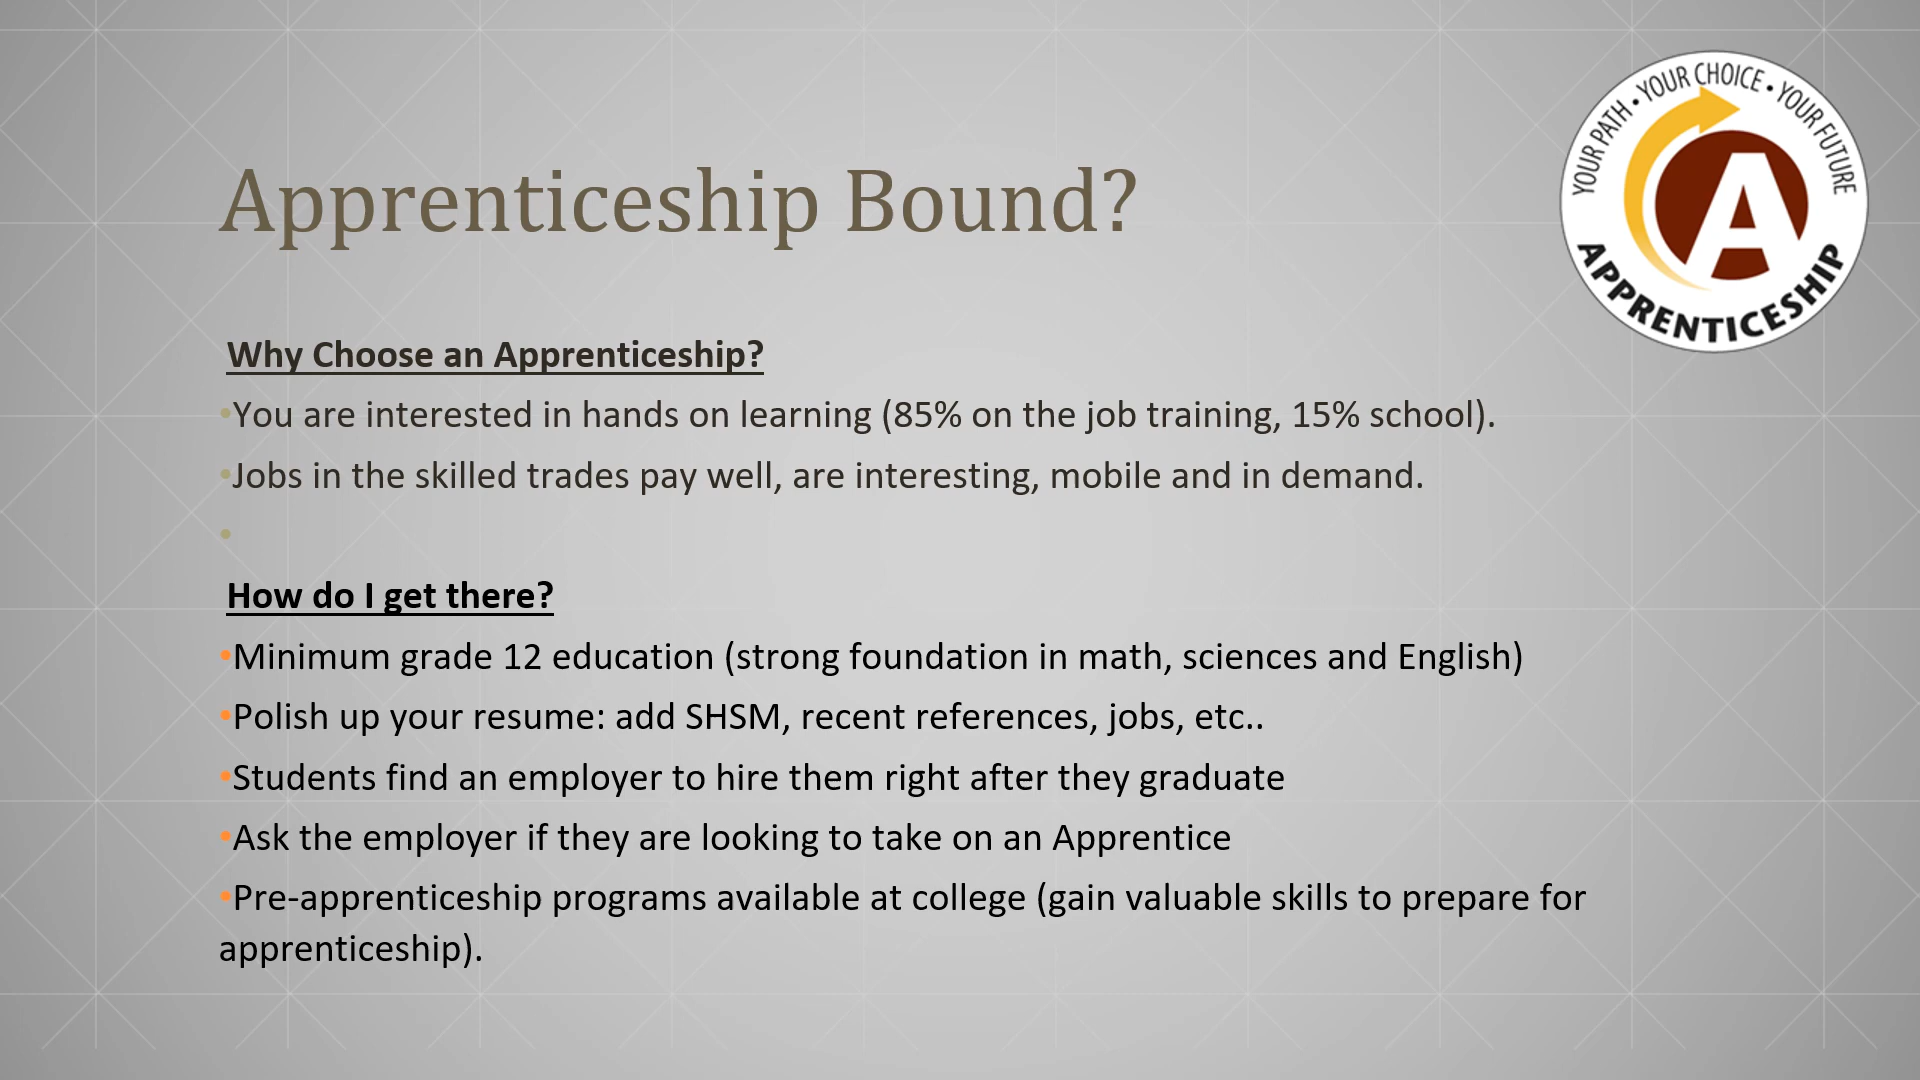 YOUR PATH • YOUR CHOICE • YOUR FUTURE
A
APPRENTICESHIP
Apprenticeship Bound?
Why Choose an Apprenticeship?
•You are interested in hands on learning (85% on the job training, 15% school).
•Jobs in the skilled trades pay well, are interesting, mobile and in demand.
•
How do I get there?
•Minimum grade 12 education (strong foundation in math, sciences and English)
•Polish up your resume: add SHSM, recent references, jobs, etc..
•Students find an employer to hire them right after they graduate
•Ask the employer if they are looking to take on an Apprentice
•Pre-apprenticeship programs available at college (gain valuable skills to prepare for
apprenticeship).